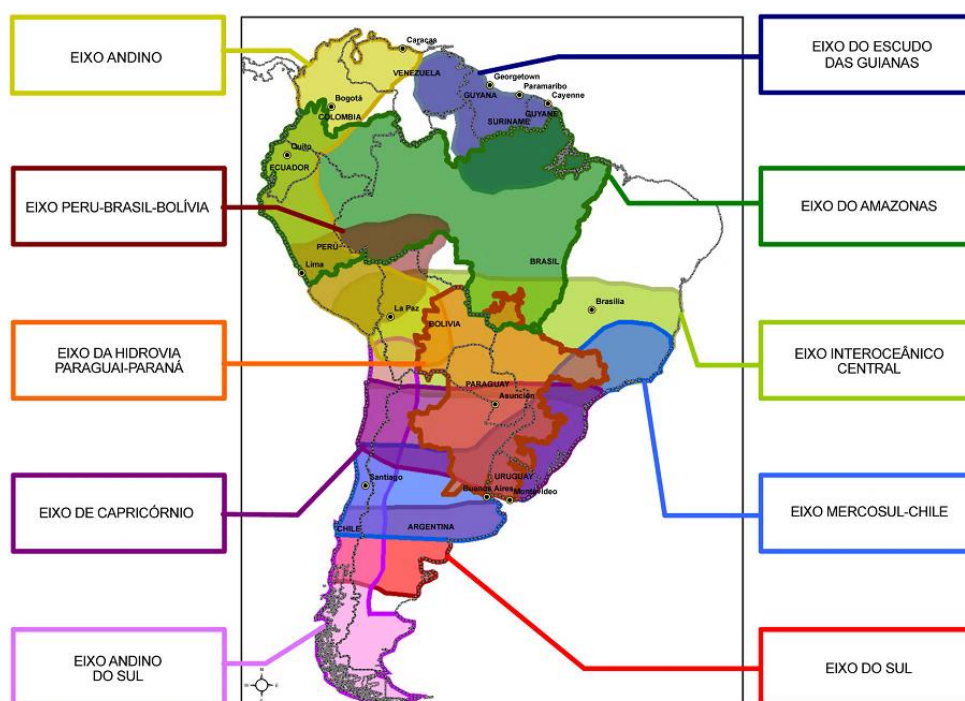 EIXO ANDINO
EIXO PERU-BRASIL-BOLÍVIA
EIXO DA HIDROVIA
PARAGUAI-PARANÁ
EIXO DE CAPRICÓRNIO
EIXO ANDINO
DO SUL
Caracas
VENEZUELA
Georgetown
GUYANA
Paramaribo
Cayenne
Bogotá
COLOMBIA
SURINAME
GUYANE
Quito
ECUADOR
PERÚ
Lima
BRASIL
La Paz
Brasilia
BOLIVIA
PARAGUAY
Asunción
URUGUAY
Santiago
Buenos Aires
Montevideo
CHILE
ARGENTINA
N
S
EIXO DO ESCUDO
DAS GUIANAS
EIXO DO AMAZONAS
EIXO INTEROCEÂNICO
CENTRAL
EIXO MERCOSUL-CHILE
EIXO DO SUL